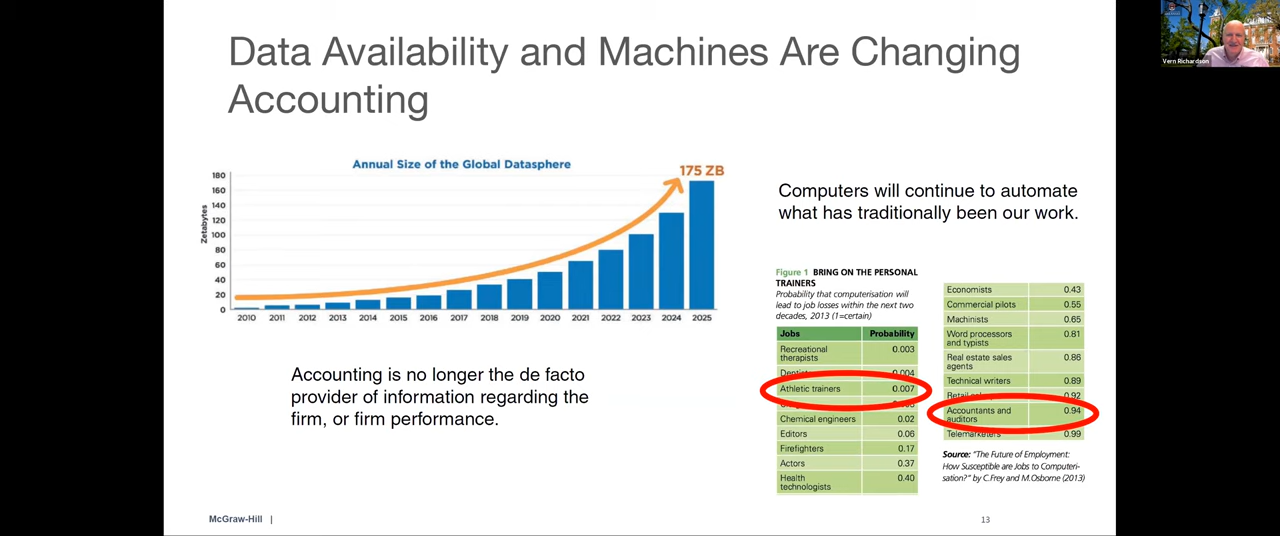 Data Availability and Machines Are Changing
Accounting
Vern Richardson
Annual Size of the Global Datasphere
175 ZB
Zetabytes
180
160
140
120
100
80
60
40
20
0
2010 2011 2012 2013 2014 2015 2016 2017 2018 2019 2020 2021 2022 2023 2024 2025
Accounting is no longer the de facto
provider of information regarding the
firm, or firm performance.
Computers will continue to automate
what has traditionally been our work.
Figure 1 BRING ON THE PERSONAL
TRAINERS
Probability that computerisation will
lead to job losses within the next two
decades, 2013 (1=certain)
Jobs Probability
Recreational
therapists 0.003
0.004
Athletic trainers 0.007
Chemical engineers 0.02
Editors 0.06
Firefighters 0.17
Actors 0.37
Health
technologists 0.40
Economists 0.43
Commercial pilots 0.55
Machinists 0.65
Word processors
and typists 0.81
Real estate sales
agents 0.86
Technical writers 0.89
Retail 0.92
Accountants and
auditors 0.94
Telemarketers 0.99
Source: "The Future of Employment:
How Susceptible are Jobs to Computeri-
sation?" by C.Frey and M.Osborne (2013)
McGraw-Hill |
13